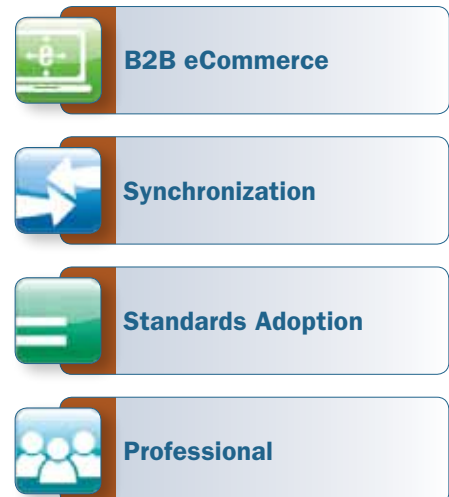 B2B eCommerce
Synchronization
Standards Adoption
Professional